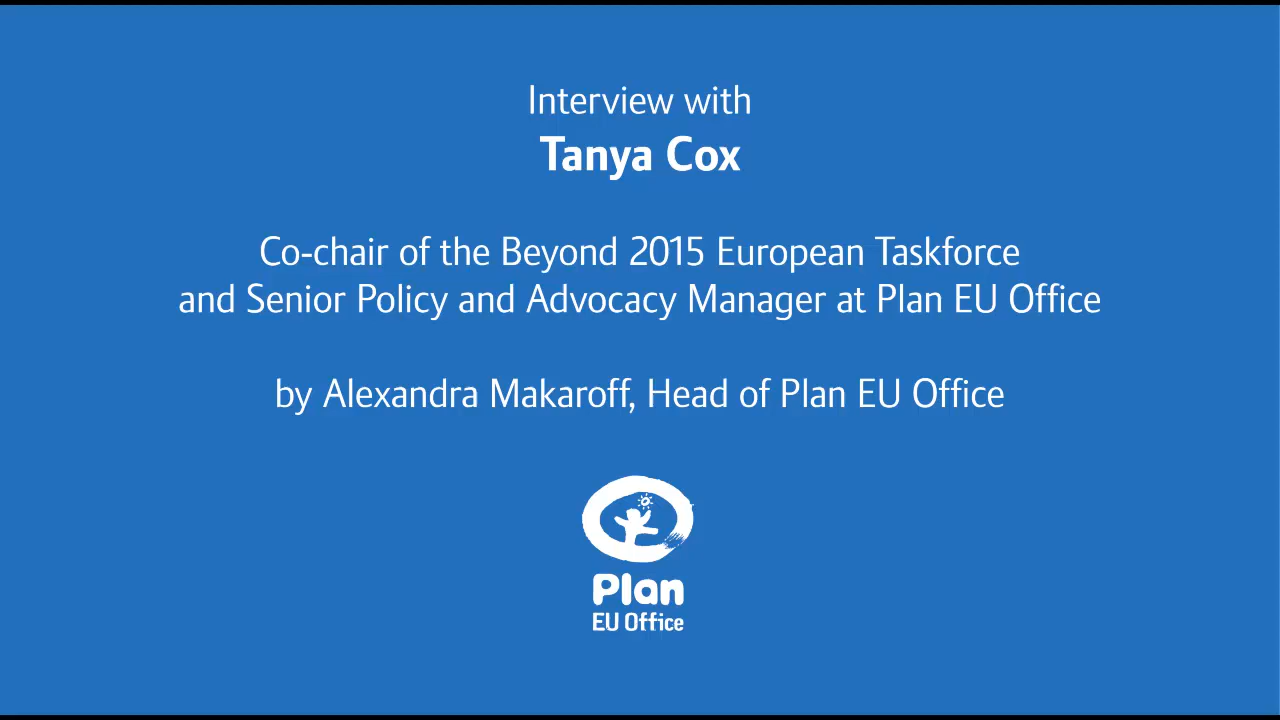 Interview with
Tanya Cox
Co-chair of the Beyond 2015 European Taskforce
and Senior Policy and Advocacy Manager at Plan EU Office
by Alexandra Makaroff, Head of Plan EU Office
Plan
EU Office